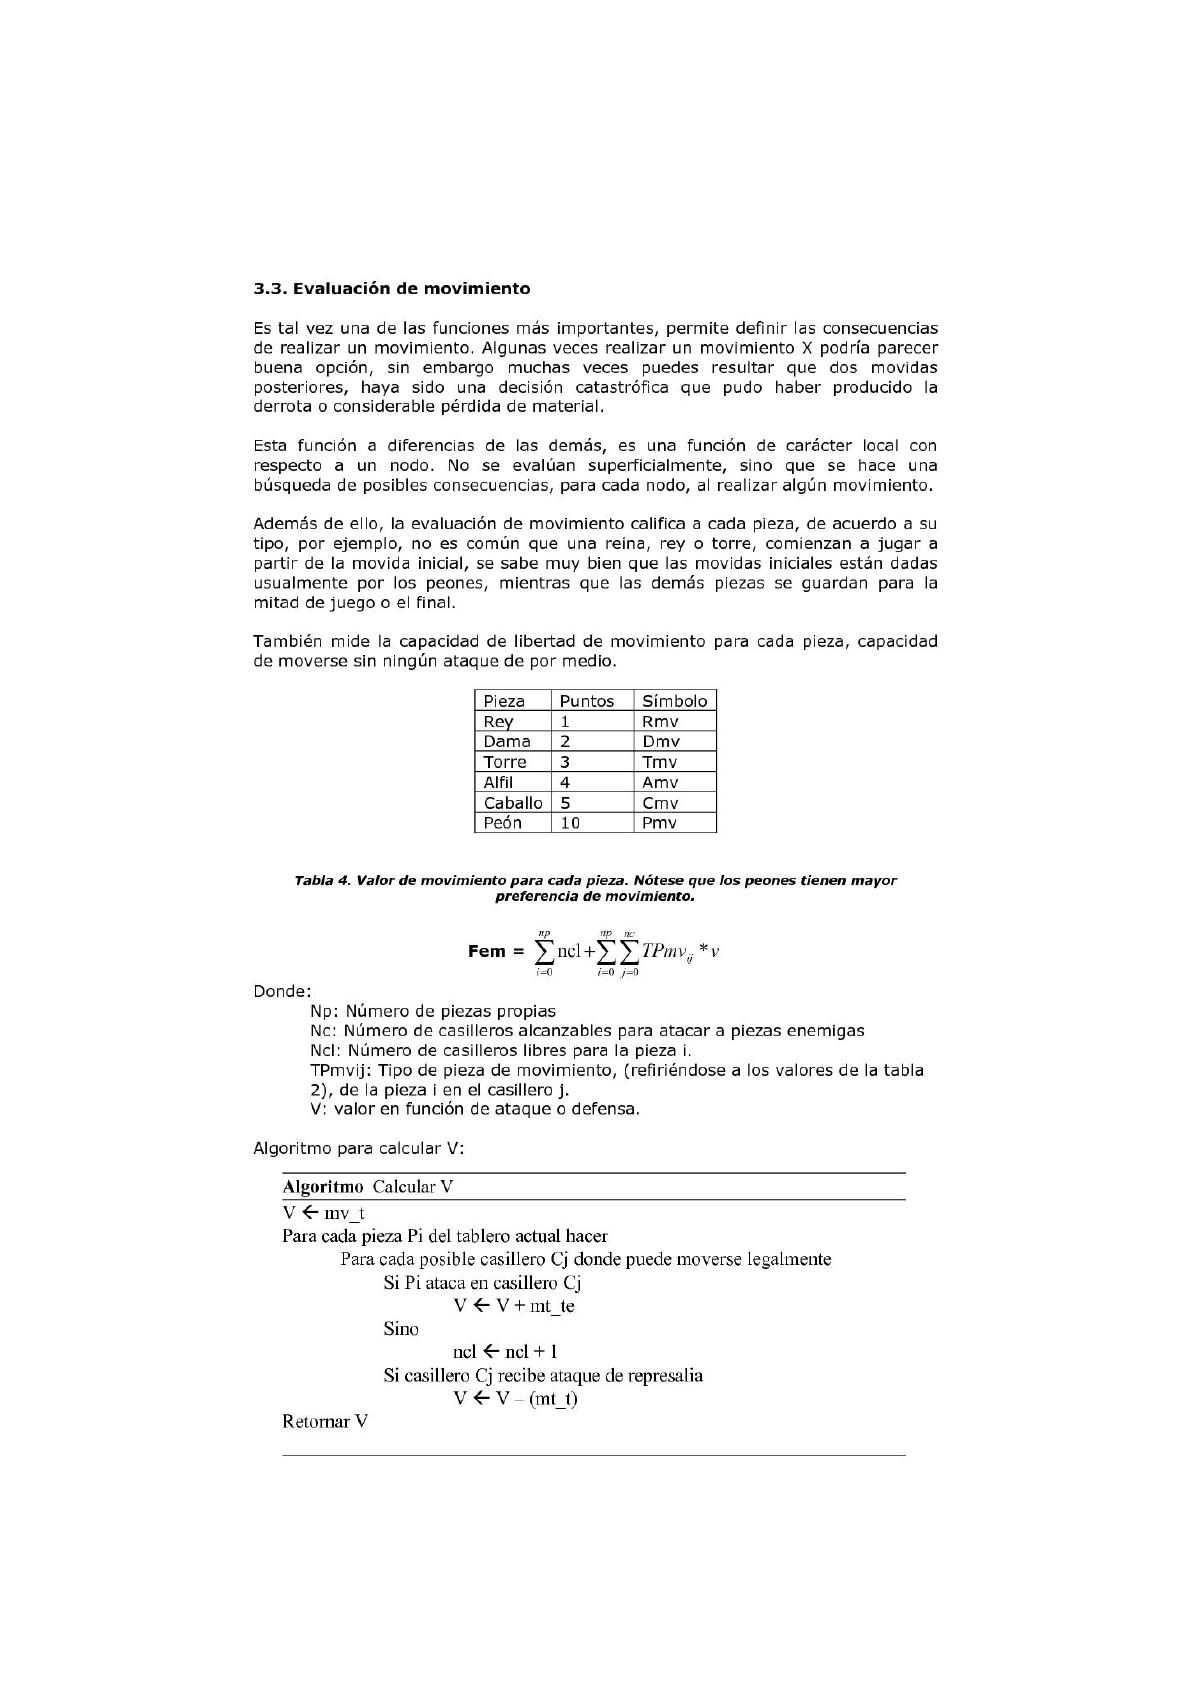 3.3. Evaluación de movimiento
Es tal vez una de las funciones más importantes, permite definir las consecuencias
de realizar un movimiento. Algunas veces realizar un movimiento X podría parecer
buena opción, sin embargo muchas veces puedes resultar que dos movidas
posteriores, haya sido una decisión catastrófica que pudo haber producido la
derrota o considerable pérdida de material.
Esta función a diferencias de las demás, es una función de carácter local con
respecto a un nodo. No se evalúan superficialmente, sino que se hace una
búsqueda de posibles consecuencias, para cada nodo, al realizar algún movimiento.
Además de ello, la evaluación de movimiento califica a cada pieza, de acuerdo a su
tipo, por ejemplo, no es común que una reina, rey o torre, comienzan a jugar a
partir de la movida inicial, se sabe muy bien que las movidas iniciales están dadas
usualmente por los peones, mientras que las demás piezas se guardan para la
mitad de juego o el final.
También mide la capacidad de libertad de movimiento para cada pieza, capacidad
de moverse sin ningún ataque de por medio.
Pieza Puntos Símbolo
Rey 1 Rmv
Dama 2 Dmv
Torre 3 Tmv
Alfil 4 Amv
Caballo 5 Cmv
Peón 10 Pmv
Tabla 4. Valor de movimiento para cada pieza. Nótese que los peones tienen mayor
preferencia de movimiento.
Fem = ∑_{i=0}^{np} ncl + ∑_{i=0}^{np} ∑_{j=0}^{nc} TPmv_{ij} * v
Donde:
Np: Número de piezas propias
Nc: Número de casilleros alcanzables para atacar a piezas enemigas
Ncl: Número de casilleros libres para la pieza i.
TPmvij: Tipo de pieza de movimiento, (refiriéndose a los valores de la tabla
2), de la pieza i en el casillero j.
V: valor en función de ataque o defensa.
Algoritmo para calcular V:
Algoritmo Calcular V
V ← mv_t
Para cada pieza Pi del tablero actual hacer
Para cada posible casillero Cj donde puede moverse legalmente
Si Pi ataca en casillero Cj
V ← V + mt_te
Sino
ncl ← ncl + 1
Si casillero Cj recibe ataque de represalia
V ← V – (mt_t)
Retornar V